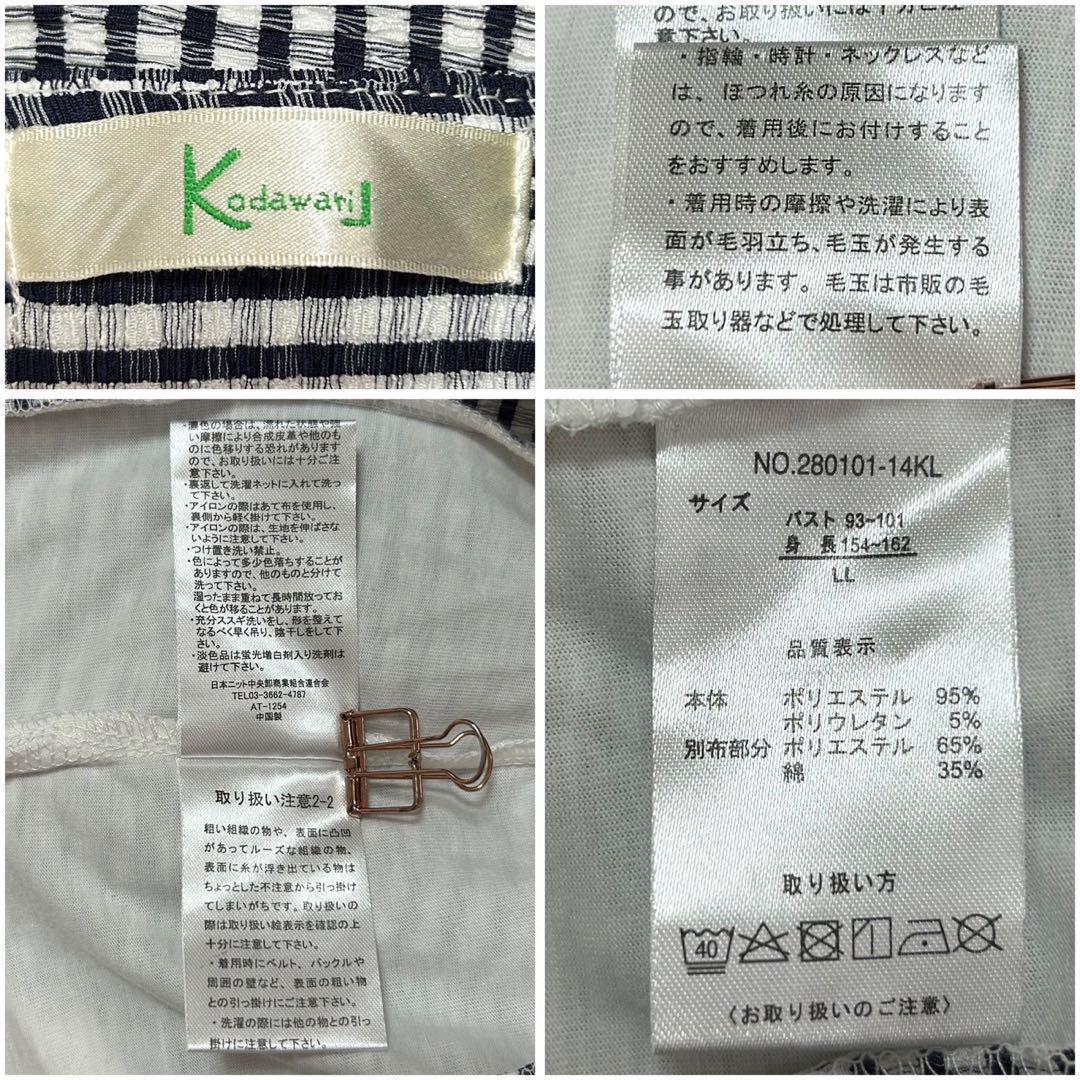 Kodawari
ので、お取り扱いには十分ご注
意下さい。
・指輪・時計・ネックレスなど
は、ほつれ糸の原因になります
ので、着用後にお付けすること
をおすすめします。
・着用時の摩擦や洗濯により表
面が毛羽立ち、毛玉が発生する
事があります。毛玉は市販の毛
玉取り器などで処理して下さい。
・濃色の場合は、濡れた状態や強
い摩擦により合成皮革や他のも
のに色移りする恐れがあります
ので、お取り扱いには十分ご注
意下さい。
・裏返して洗濯ネットに入れて洗っ
て下さい。
・アイロンの際はあて布を使用し、
裏側から軽く掛けて下さい。
・アイロンの際は、生地を伸ばさな
いように注意して下さい。
・つけ置き洗い禁止。
・色によって多少色落ちすることが
ありますので、他のものと分けて
洗って下さい。
湿ったまま重ねて長時間放ってお
くと色が移ることがあります。
・充分ススギ洗いをし、形を整えて
なるべく早く吊り、陰干しをして下
さい。
・淡色品は蛍光増白剤入り洗剤は
避けて下さい。
日本ニット中央卸商業組合連合会
TEL03-3662-4787
AT-1254
中国製
取り扱い注意2-2
粗い組織の物や、表面に凸凹
があってルーズな組織の物、
表面に糸が浮き出ている物は
ちょっとした不注意から引っ掛け
てしまいがちです。取り扱いの
際は取り扱い絵表示を確認の上
十分に注意して下さい。
・着用時にベルト、バックルや
周囲の壁など、表面の粗い物
との引っ掛けにご注意下さい。
・洗濯の際には他の物との引っ
掛けに注意して下さい。
NO.280101-14KL
サイズ
バスト 93~101
身 長 154~162
LL
品質表示
本体 ポリエステル 95%
ポリウレタン 5%
別布部分 ポリエステル 65%
綿 35%
取り扱い方
40
〈お取り扱いのご注意〉